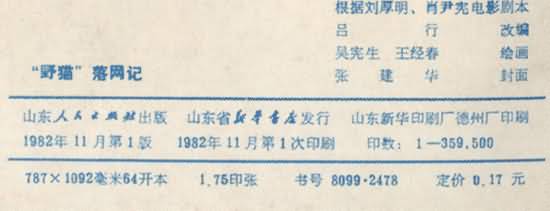 根据刘厚明、肖尹宪电影剧本
吕行 改编
吴宪生 王经春 绘画
张建华 封面
“野猫”落网记
山东人民出版社出版 山东省新华书店发行 山东新华印刷厂德州厂印刷
1982年11月第1版 1982年11月第1次印刷 印数：1—359,500
787×1092毫米64开本 1.75印张 书号 8099·2478 定价 0.17 元